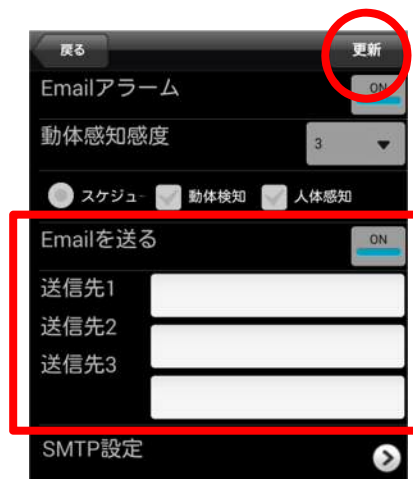 戻る 更新
Emailアラーム ON
動体感知感度 3
スケジュー 動体検知 人体感知
Emailを送る ON
送信先1
送信先2
送信先3
SMTP設定